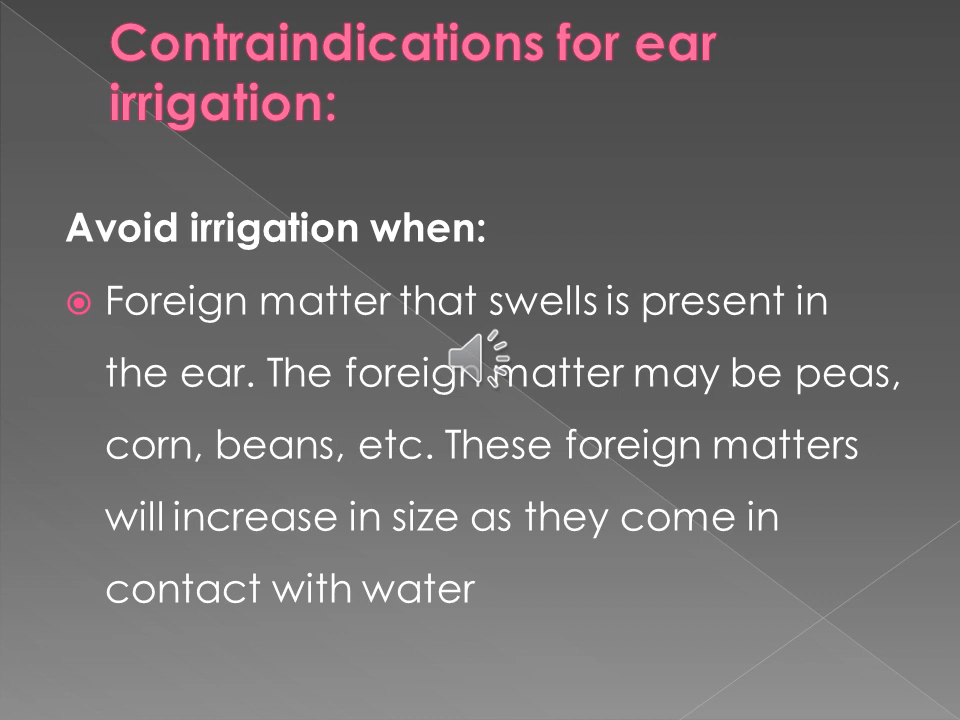 Contraindications for ear
irrigation:
Avoid irrigation when:
Foreign matter that swells is present in
the ear. The foreign matter may be peas,
corn, beans, etc. These foreign matters
will increase in size as they come in
contact with water